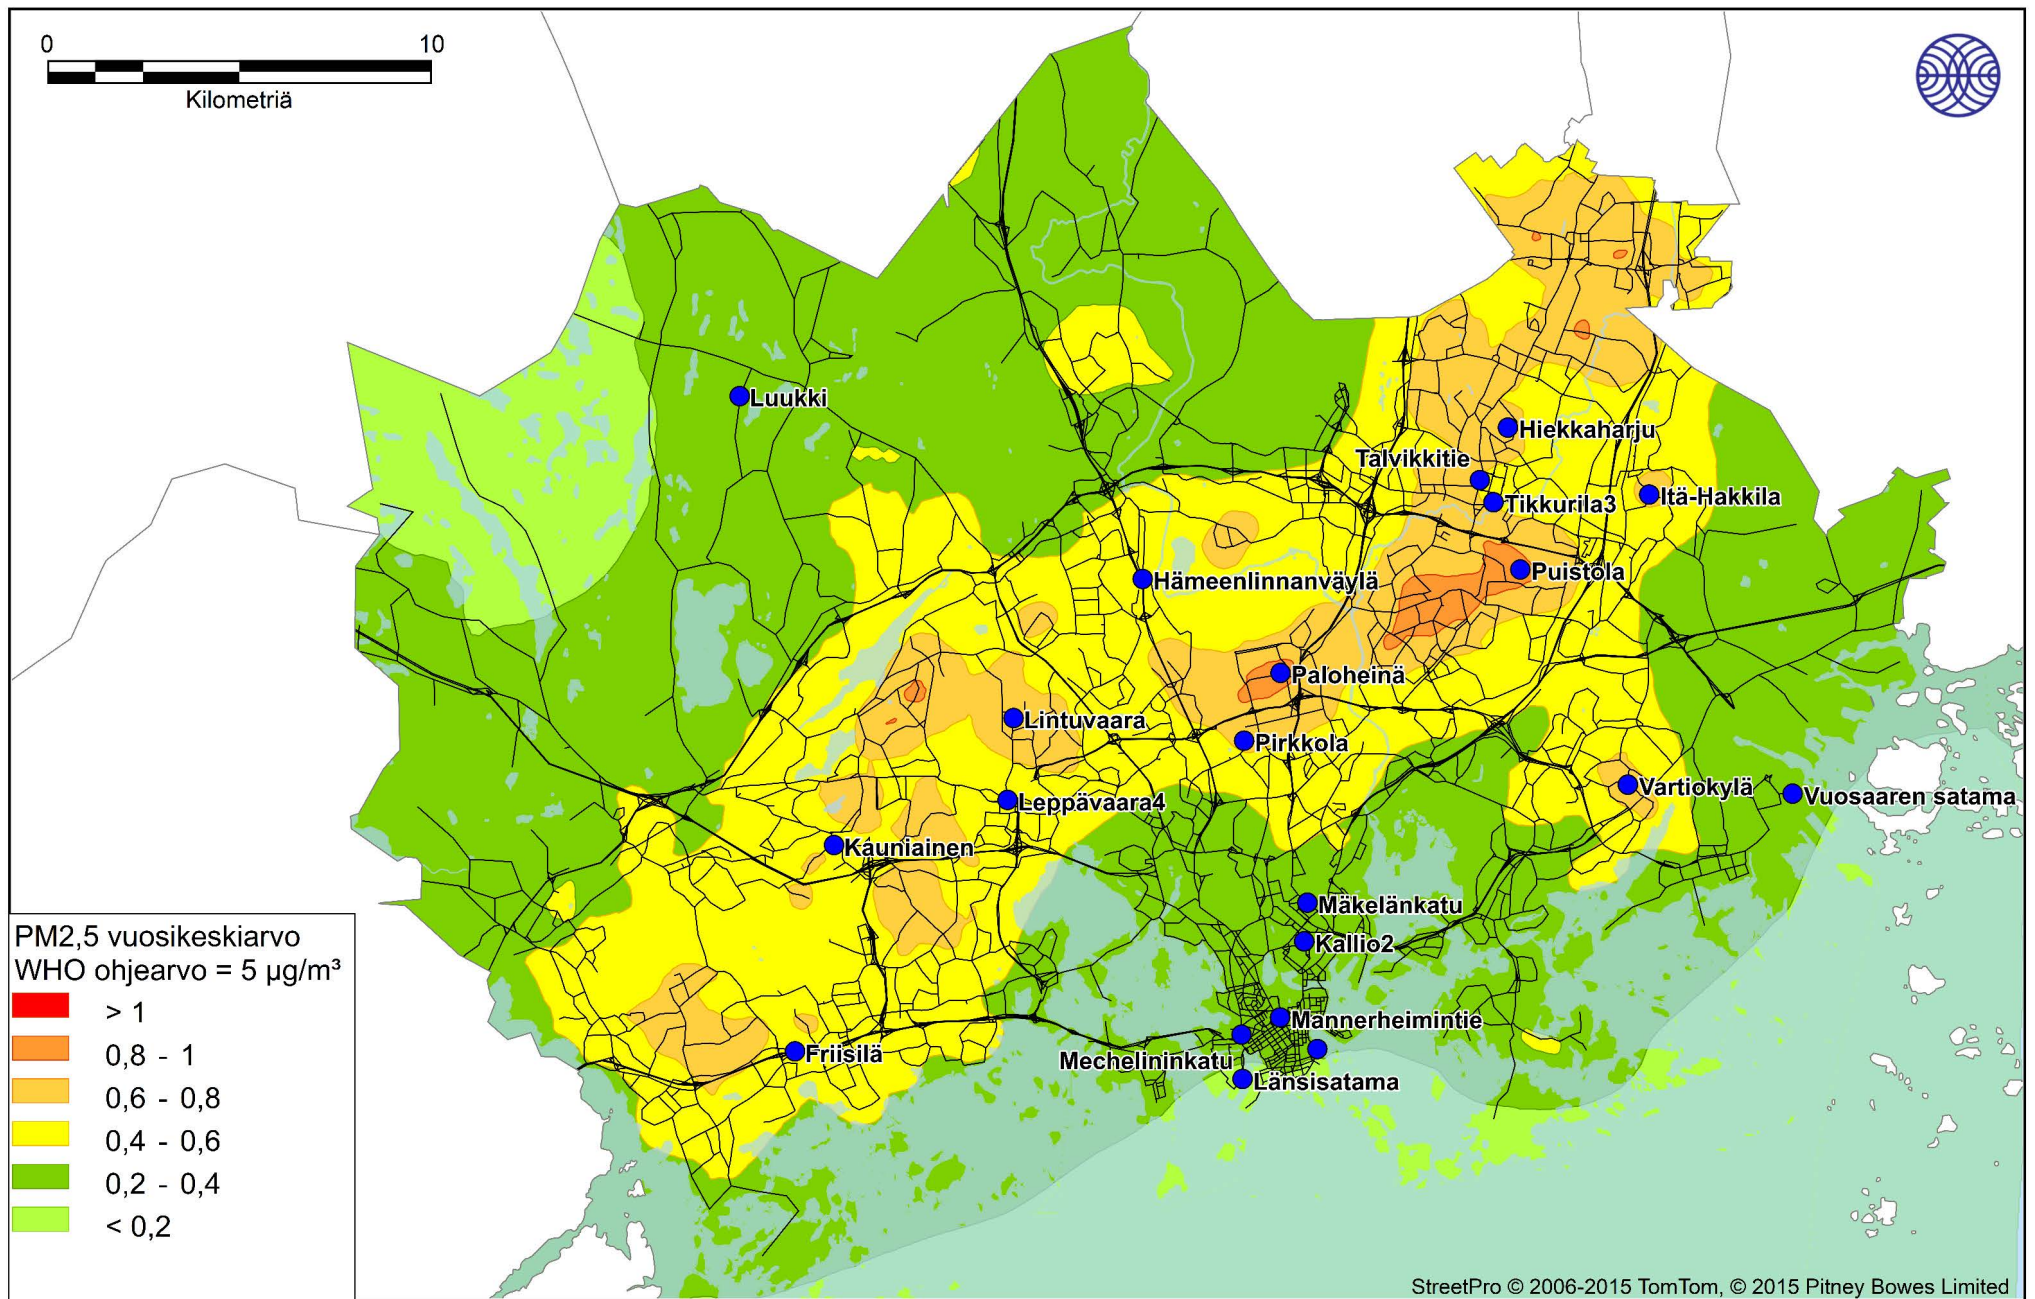 0 10
Kilometriä
Luukki
Hiekkaharju
Talvikkitie
Itä-Hakkila
Tikkurila3
Puistola
Hämeenlinnanväylä
Paloheinä
Lintuvaara
Pirkkola
Vartiokylä
Vuosaaren satama
Leppävaara4
Kauniainen
Mäkelänkatu
Kallio2
Mannerheimintie
Friisilä
Mechelininkatu
Länsisatama
PM2,5 vuosikeskiarvo
WHO ohjearvo = 5 µg/m³
> 1
0,8 - 1
0,6 - 0,8
0,4 - 0,6
0,2 - 0,4
< 0,2
StreetPro © 2006-2015 TomTom, © 2015 Pitney Bowes Limited